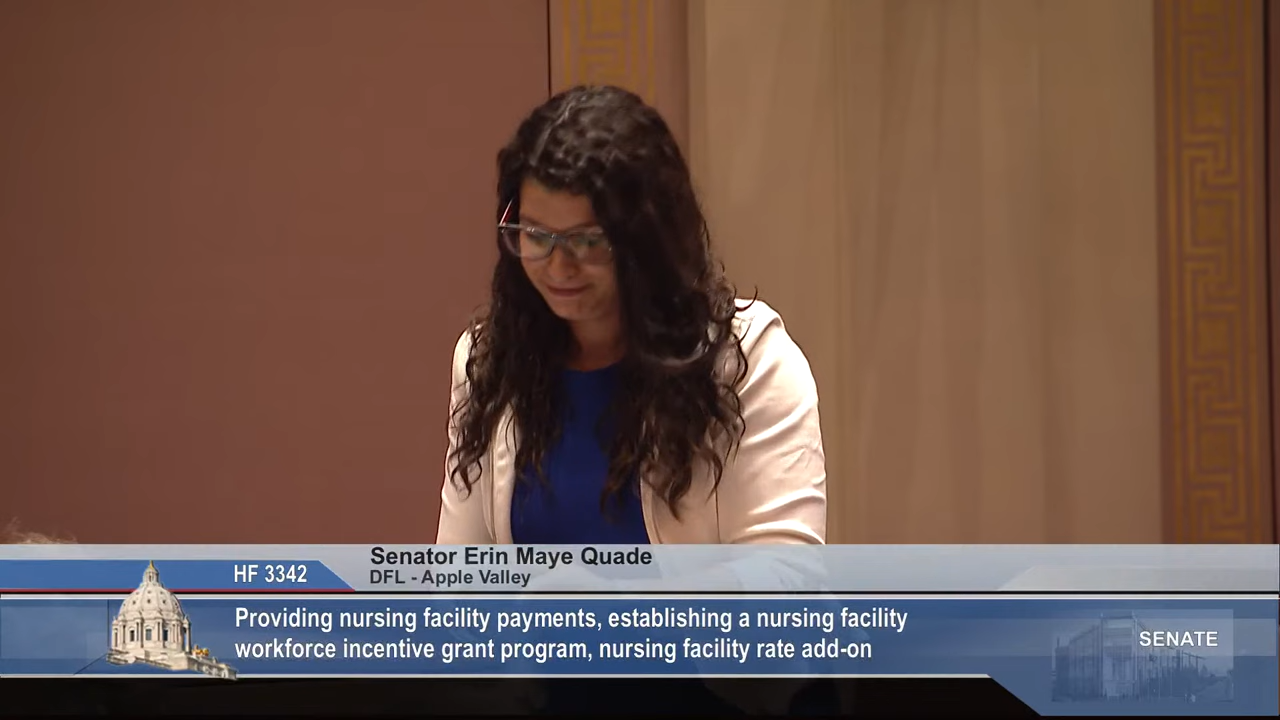 Senator Erin Maye Quade
HF 3342
DFL - Apple Valley
Providing nursing facility payments, establishing a nursing facility
workforce incentive grant program, nursing facility rate add-on
SENATE